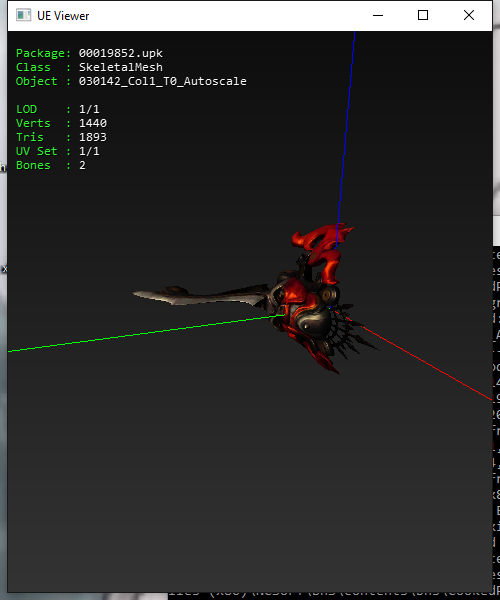 UE Viewer
Package: 00019852.upk
Class  : SkeletalMesh
Object : 030142_Col1_T0_Autoscale
LOD    : 1/1
Verts  : 1440
Tris   : 1893
UV Set : 1/1
Bones  : 2